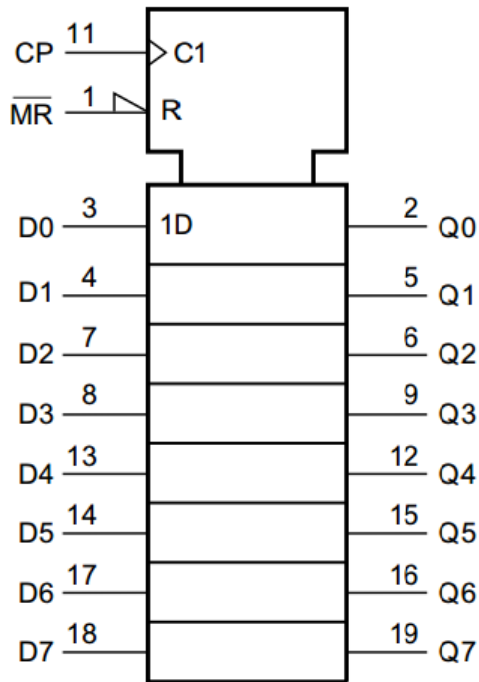 CP 11 C1
M̅R̅ 1 R
D0 3 1D 2 Q0
D1 4 5 Q1
D2 7 6 Q2
D3 8 9 Q3
D4 13 12 Q4
D5 14 15 Q5
D6 17 16 Q6
D7 18 19 Q7